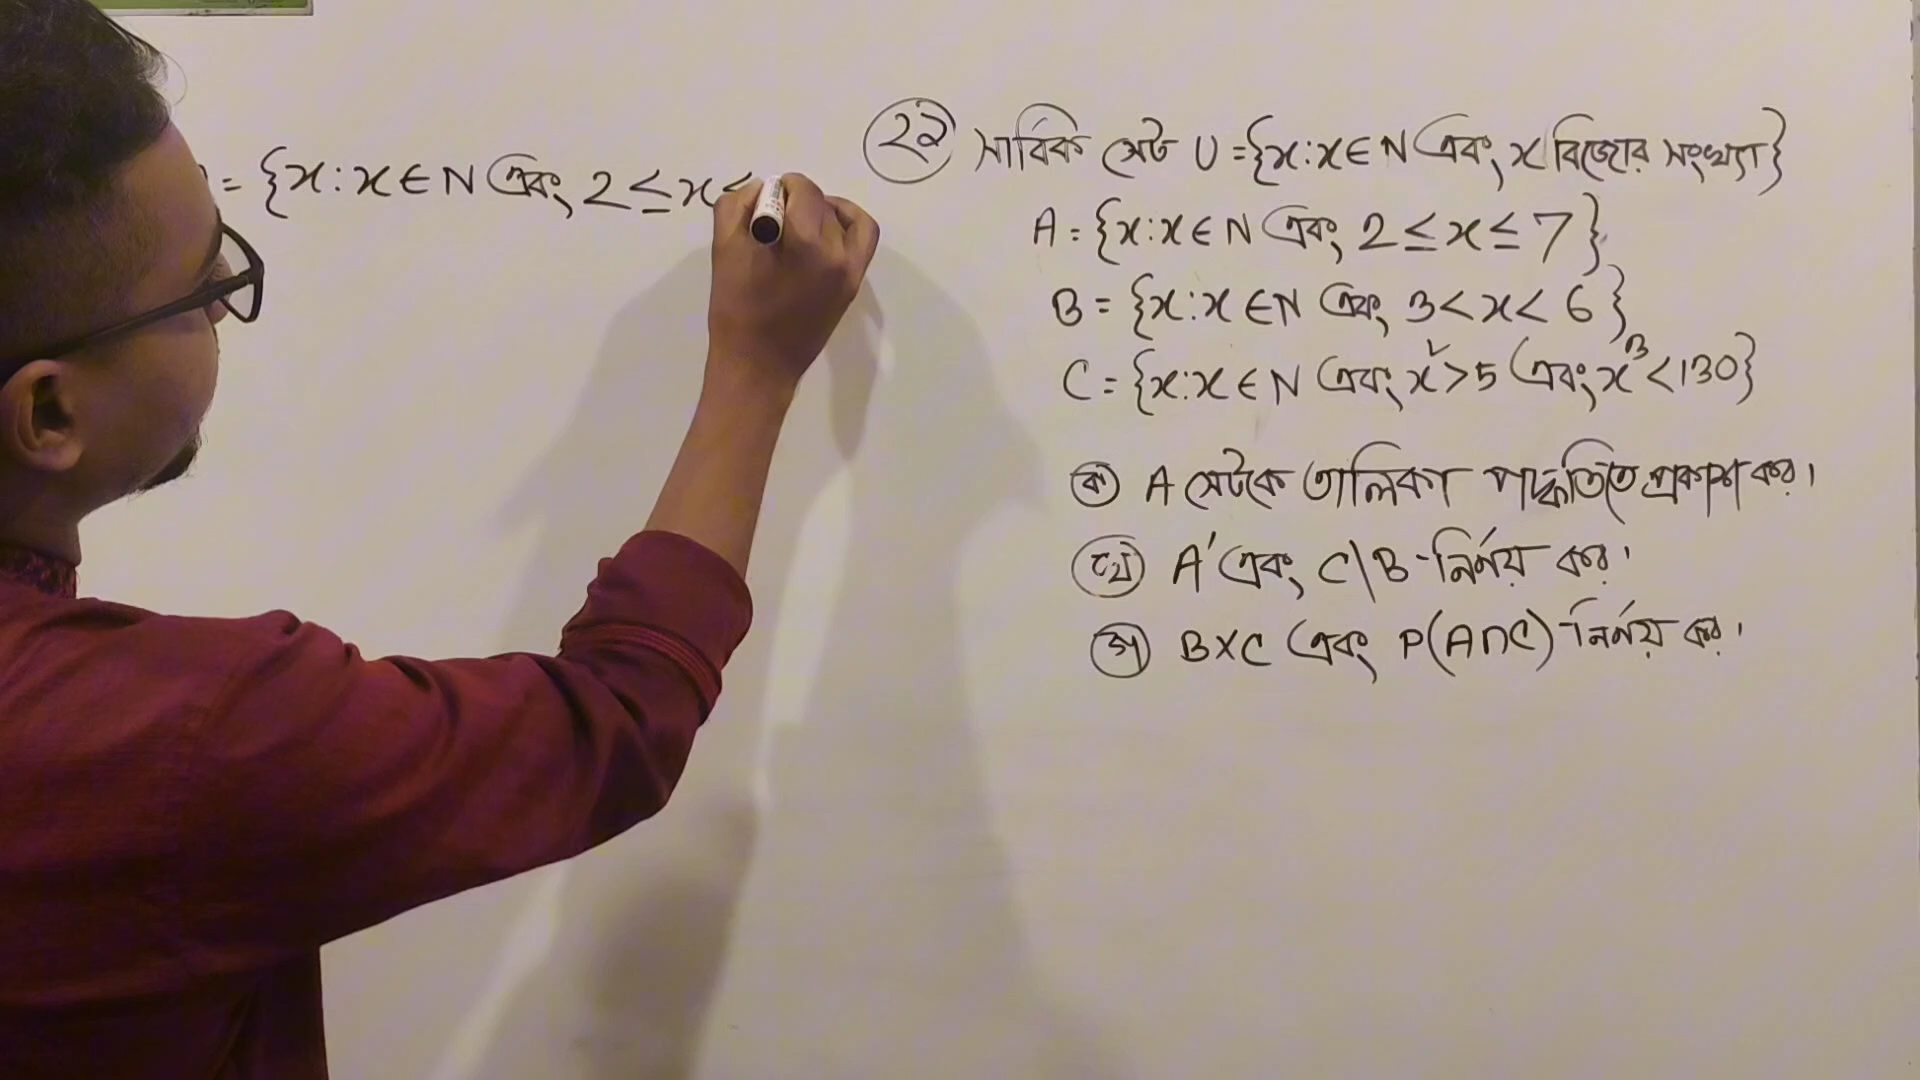 = {x : x ∈ N এবং 2 ≤ x <
২২ সার্বিক সেট U = {x : x ∈ N এবং x বিজোর সংখ্যা}
A = {x : x ∈ N এবং 2 ≤ x ≤ 7}
B = {x : x ∈ N এবং 3 < x < 6}
C = {x : x ∈ N এবং x² > 5 এবং x³ < 130}
ক A সেটকে তালিকা পদ্ধতিতে প্রকাশ কর।
খ A′ এবং C\B নির্ণয় কর।
গ B×C এবং P(A∩C) নির্ণয় কর।